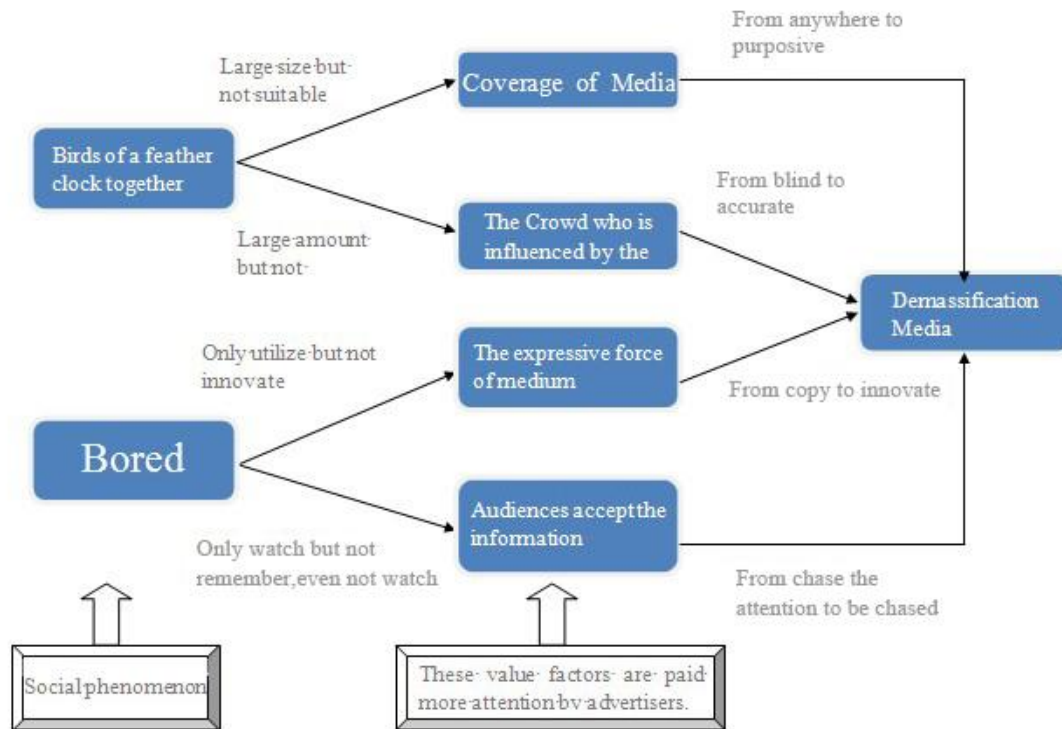 From anywhere to
purposive
Large size but
not suitable
Coverage of Media
Birds of a feather
clock together
From blind to
accurate
The Crowd who is
influenced by the
Large amount
but not
Demassification
Media
Only utilize but not
innovate
The expressive force
of medium
From copy to innovate
Bored
Audiences accept the
information
Only watch but not
remember,even not watch
From chase the
attention to be chased
Social phenomenon
These value factors are paid
more attention by advertisers.